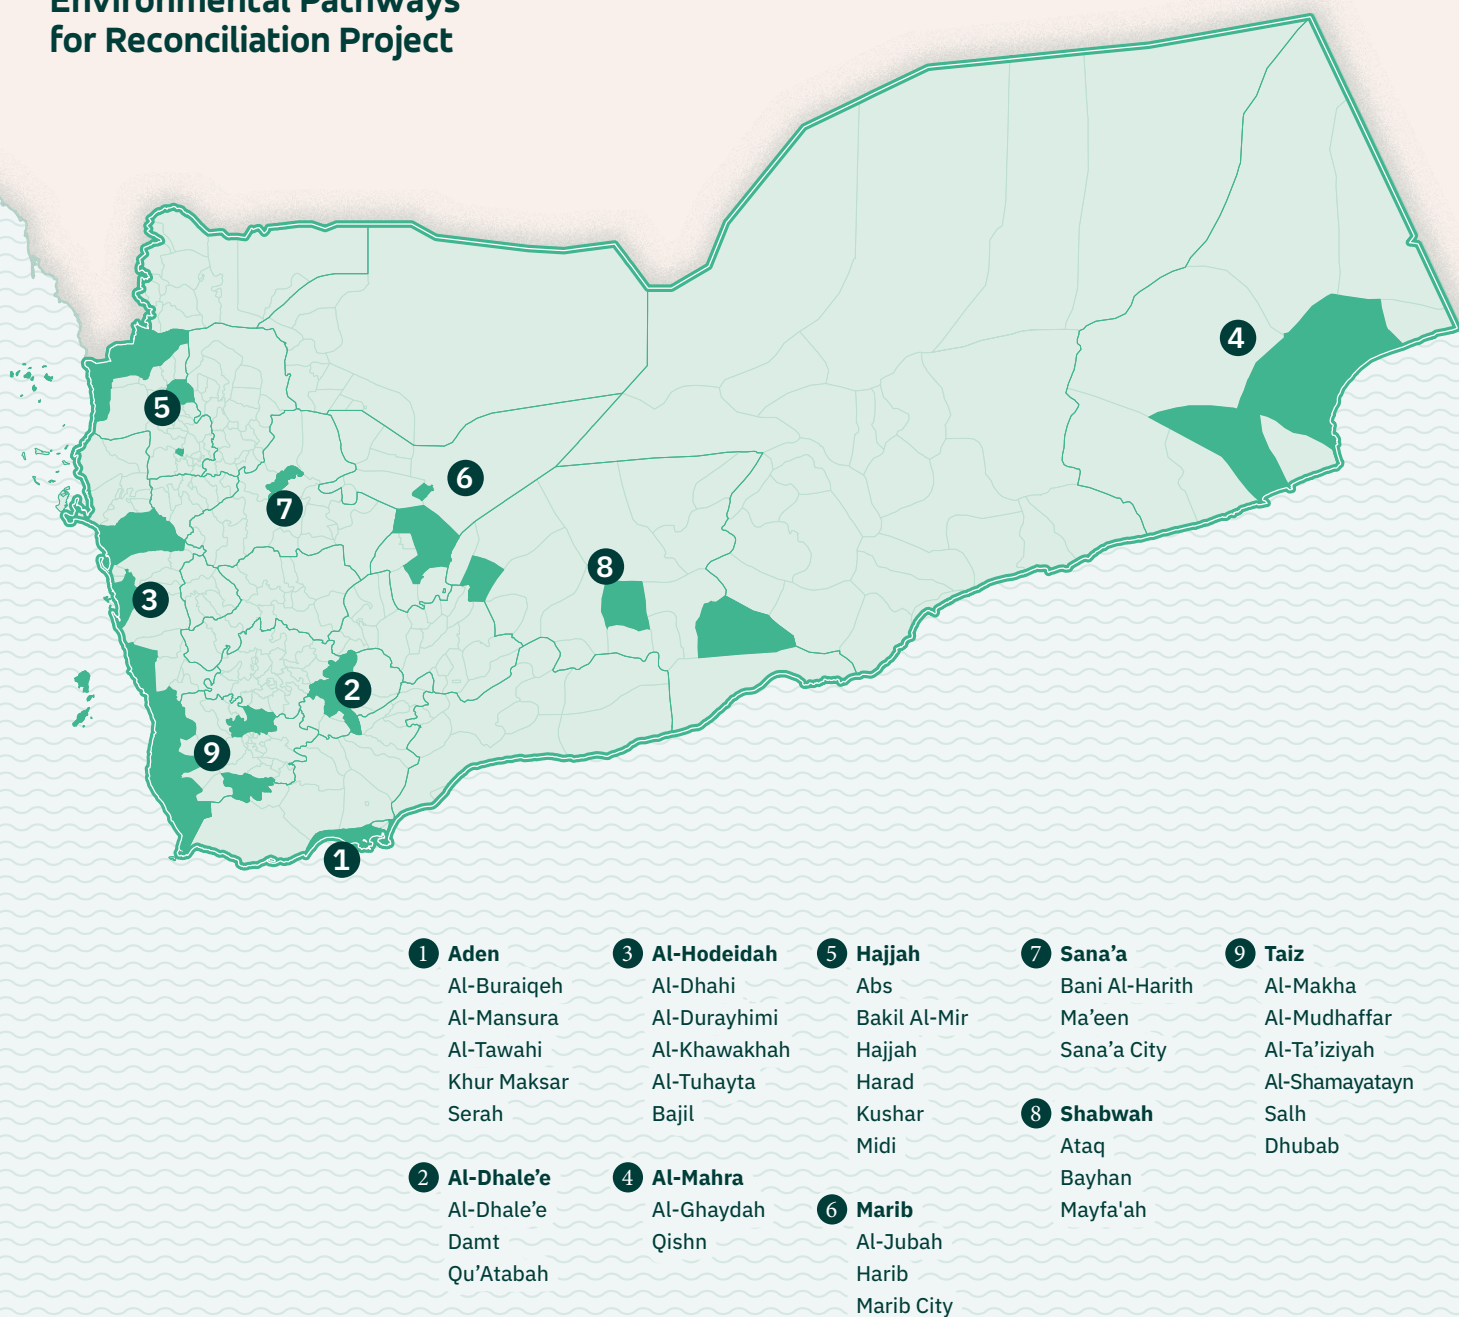 Environmental Pathways
for Reconciliation Project
5
4
6
7
8
3
2
9
1
1 Aden
Al-Buraiqeh
Al-Mansura
Al-Tawahi
Khur Maksar
Serah
2 Al-Dhale’e
Al-Dhale’e
Damt
Qu’Atabah
3 Al-Hodeidah
Al-Dhahi
Al-Durayhimi
Al-Khawakhah
Al-Tuhayta
Bajil
4 Al-Mahra
Al-Ghaydah
Qishn
5 Hajjah
Abs
Bakil Al-Mir
Hajjah
Harad
Kushar
Midi
6 Marib
Al-Jubah
Harib
Marib City
7 Sana’a
Bani Al-Harith
Ma’een
Sana’a City
8 Shabwah
Ataq
Bayhan
Mayfa'ah
9 Taiz
Al-Makha
Al-Mudhaffar
Al-Ta’iziyah
Al-Shamayatayn
Salh
Dhubab